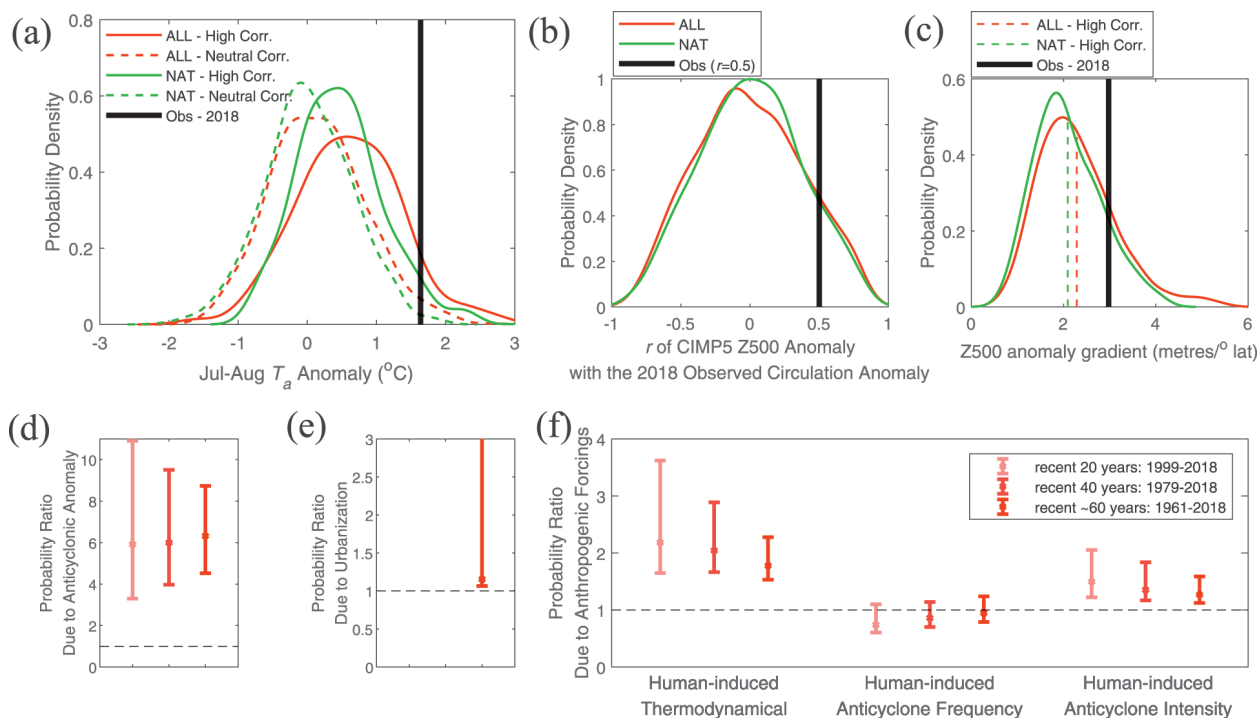 (a)
0.8
0.6
0.4
0.2
0
Probability Density
ALL - High Corr.
ALL - Neutral Corr.
NAT - High Corr.
NAT - Neutral Corr.
Obs - 2018
-3 -2 -1 0 1 2 3
Jul-Aug Ta Anomaly (oC)
(b)
ALL
NAT
Obs (r=0.5)
1
0.8
0.6
0.4
0.2
0
Probability Density
-1 -0.5 0 0.5 1
r of CIMP5 Z500 Anomaly
with the 2018 Observed Circulation Anomaly
(c)
ALL - High Corr.
NAT - High Corr.
Obs - 2018
0.6
0.4
0.2
0
Probability Density
0 2 4 6
Z500 anomaly gradient (metres/o lat)
(d)
10
8
6
4
2
0
Probability Ratio
Due to Anticyclonic Anomaly
(e)
3
2.5
2
1.5
1
0.5
0
Probability Ratio
Due to Urbanization
(f)
4
3
2
1
0
Probability Ratio
Due to Anthropogenic Forcings
recent 20 years: 1999-2018
recent 40 years: 1979-2018
recent ~60 years: 1961-2018
Human-induced
Thermodynamical
Human-induced
Anticyclone Frequency
Human-induced
Anticyclone Intensity